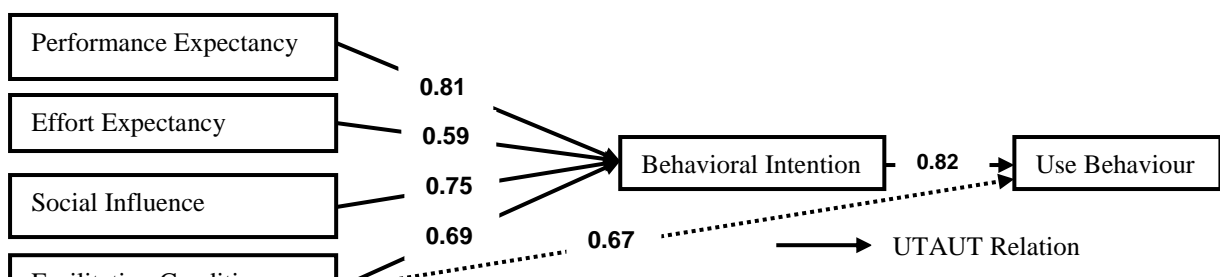 Performance Expectancy
0.81
Effort Expectancy
0.59
Behavioral Intention
0.82
Use Behaviour
0.75
Social Influence
0.69
0.67
UTAUT Relation